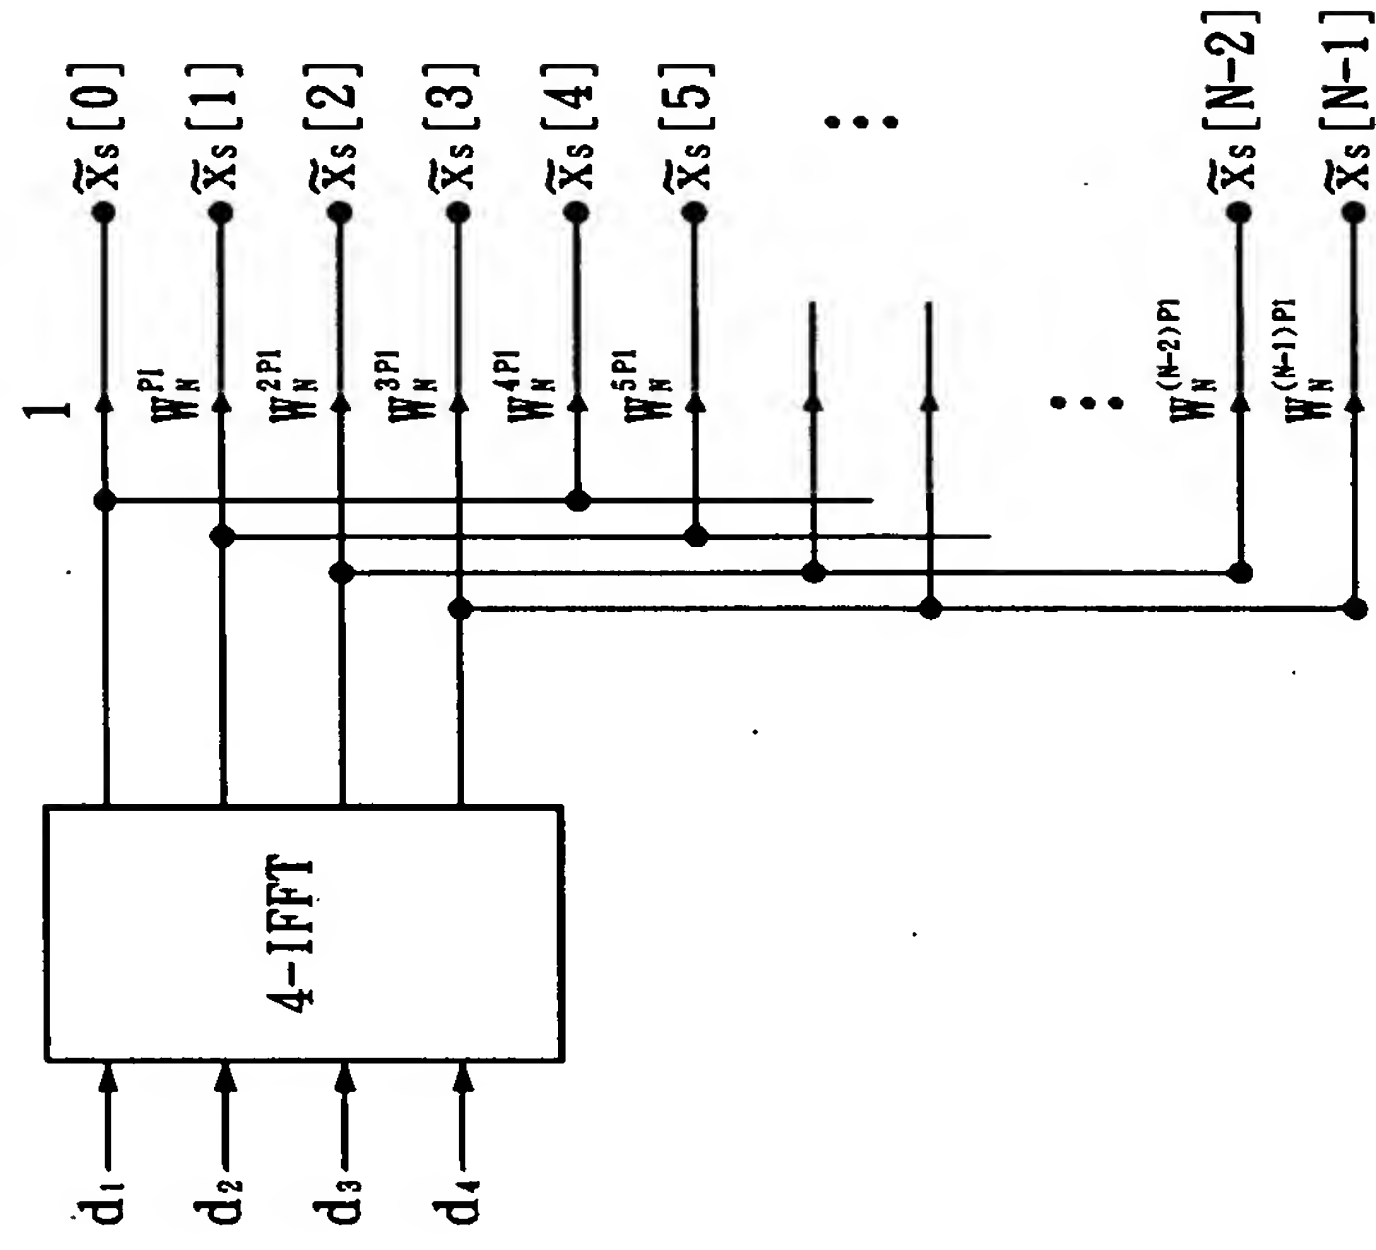 d1
d2
d3
d4
4-IFFT
1
W_N^P1
W_N^2P1
W_N^3P1
W_N^4P1
W_N^5P1
•••
W_N^(N-2)P1
W_N^(N-1)P1
x̃s[0]
x̃s[1]
x̃s[2]
x̃s[3]
x̃s[4]
x̃s[5]
•••
x̃s[N-2]
x̃s[N-1]